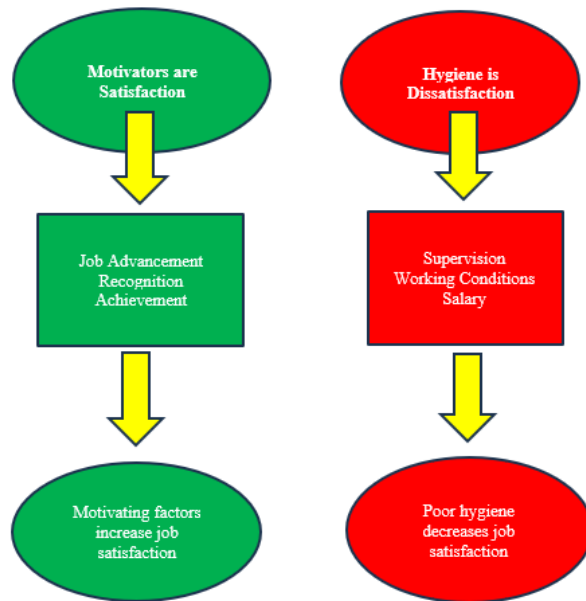 Motivators are
Satisfaction
Job Advancement
Recognition
Achievement
Motivating factors
increase job
satisfaction
Hygiene is
Dissatisfaction
Supervision
Working Conditions
Salary
Poor hygiene
decreases job
satisfaction